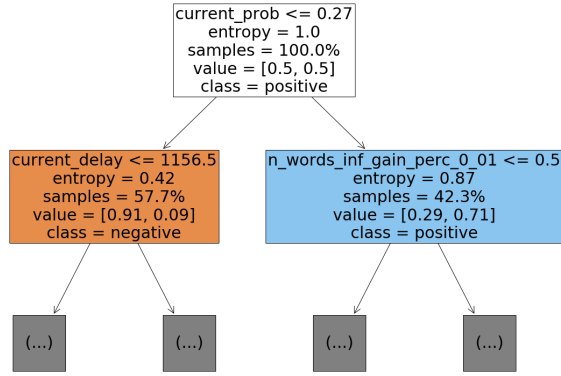 current_prob <= 0.27
entropy = 1.0
samples = 100.0%
value = [0.5, 0.5]
class = positive
current_delay <= 1156.5
entropy = 0.42
samples = 57.7%
value = [0.91, 0.09]
class = negative
n_words_inf_gain_perc_0_01 <= 0.5
entropy = 0.87
samples = 42.3%
value = [0.29, 0.71]
class = positive
(...)
(...)
(...)
(...)